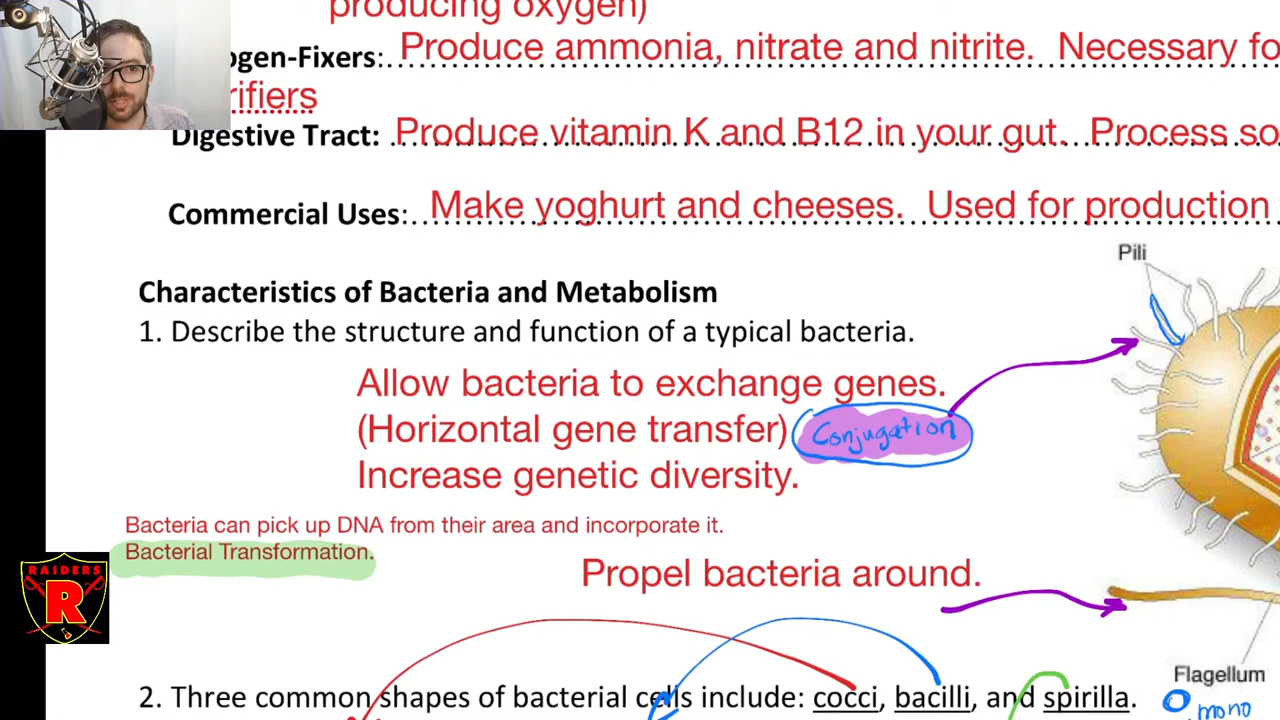 producing oxygen)
ogen-Fixers: Produce ammonia, nitrate and nitrite. Necessary fo
rifiers
Digestive Tract: Produce vitamin K and B12 in your gut. Process so
Commercial Uses: Make yoghurt and cheeses. Used for production
Pili
Characteristics of Bacteria and Metabolism
1. Describe the structure and function of a typical bacteria.
Allow bacteria to exchange genes.
(Horizontal gene transfer) Conjugation
Increase genetic diversity.
Bacteria can pick up DNA from their area and incorporate it.
Bacterial Transformation.
RAIDERS
R
Propel bacteria around.
Flagellum
2. Three common shapes of bacterial cells include: cocci, bacilli, and spirilla.
mono